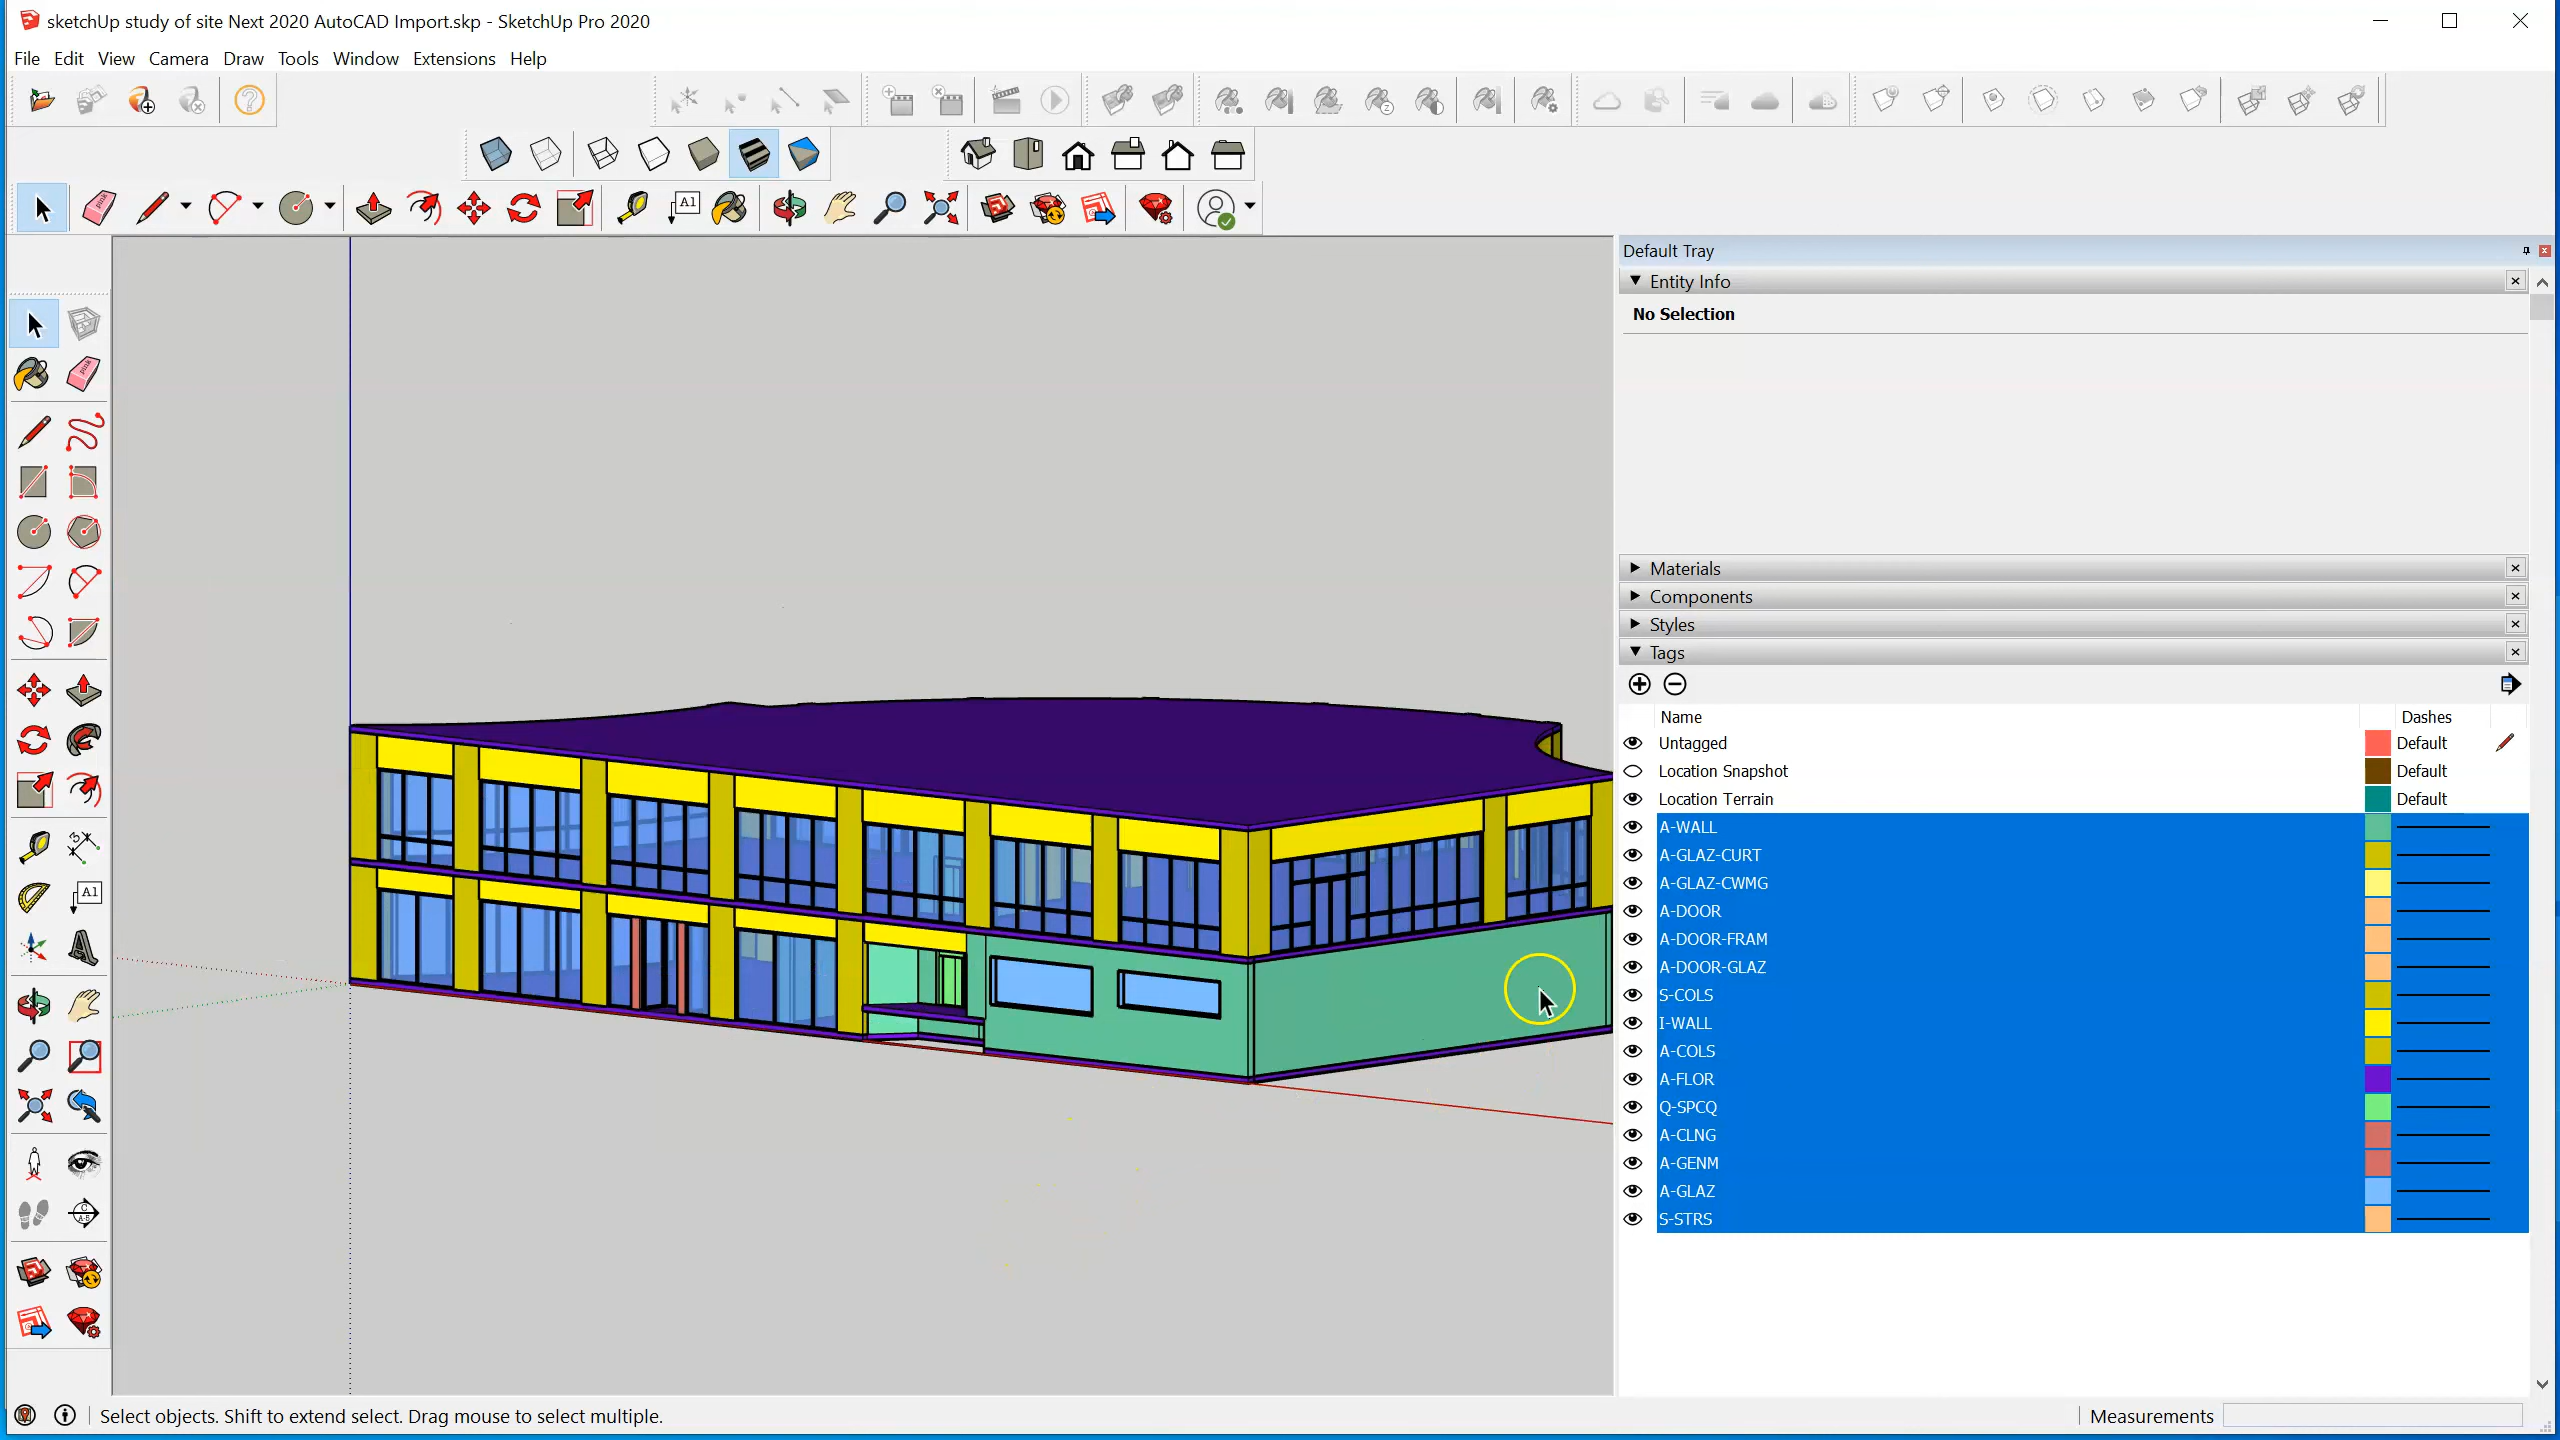 sketchUp study of site Next 2020 AutoCAD Import.skp - SketchUp Pro 2020
File Edit View Camera Draw Tools Window Extensions Help
Default Tray
Entity Info
No Selection
Materials
Components
Styles
Tags
Name Dashes
Untagged Default
Location Snapshot Default
Location Terrain Default
A-WALL
A-GLAZ-CURT
A-GLAZ-CWMG
A-DOOR
A-DOOR-FRAM
A-DOOR-GLAZ
S-COLS
I-WALL
A-COLS
A-FLOR
Q-SPCQ
A-CLNG
A-GENM
A-GLAZ
S-STRS
Select objects. Shift to extend select. Drag mouse to select multiple.
Measurements